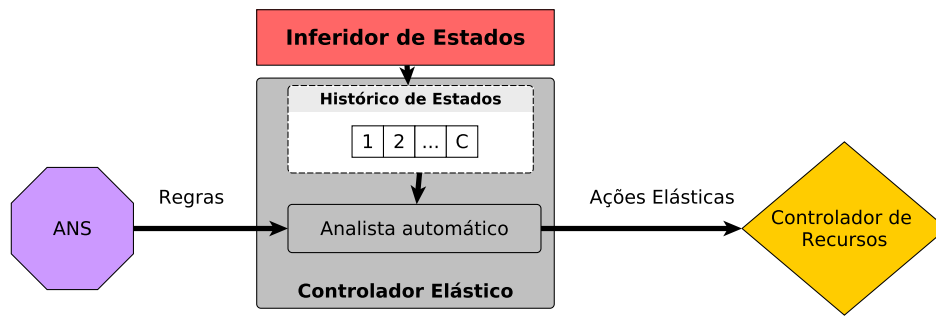 Inferidor de Estados
Histórico de Estados
1 2 ... C
Regras
Ações Elásticas
ANS
Analista automático
Controlador de
Recursos
Controlador Elástico